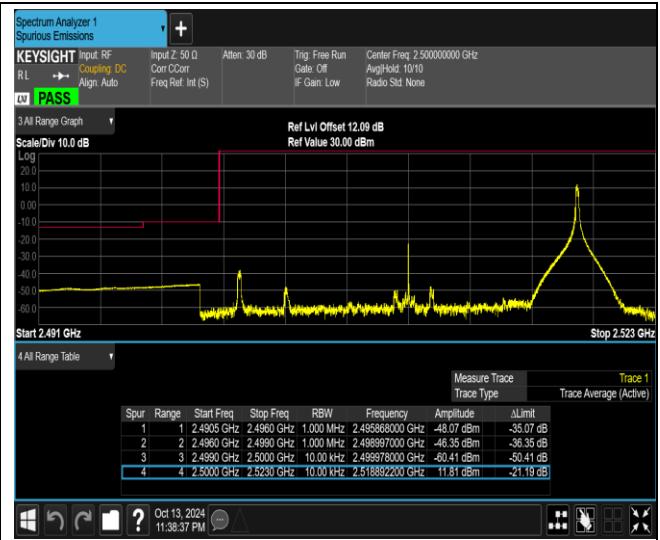 Spectrum Analyzer 1
Spurious Emissions
+
KEYSIGHT Input: RF Input Z: 50 Ω Atten: 30 dB Trig: Free Run Center Freq: 2.500000000 GHz
RL Coupling: DC Corr CCorr Gate: Off Avg|Hold: 10/10
Align: Auto Freq Ref: Int (S) IF Gain: Low Radio Std: None
LXI PASS
3 All Range Graph
Ref Lvl Offset 12.09 dB
Scale/Div 10.0 dB Ref Value 30.00 dBm
Log
20.0
10.0
0.00
-10.0
-20.0
-30.0
-40.0
-50.0
-60.0
Start 2.491 GHz Stop 2.523 GHz
4 All Range Table
Measure Trace Trace 1
Trace Type Trace Average (Active)
Spur Range Start Freq Stop Freq RBW Frequency Amplitude ΔLimit
1 1 2.4905 GHz 2.4960 GHz 1.000 MHz 2.495868000 GHz -48.07 dBm -35.07 dB
2 2 2.4960 GHz 2.4990 GHz 1.000 MHz 2.498997000 GHz -46.35 dBm -36.35 dB
3 3 2.4990 GHz 2.5000 GHz 10.00 kHz 2.499978000 GHz -60.41 dBm -50.41 dB
4 4 2.5000 GHz 2.5230 GHz 10.00 kHz 2.518892200 GHz 11.81 dBm -21.19 dB
? Oct 13, 2024
11:38:37 PM